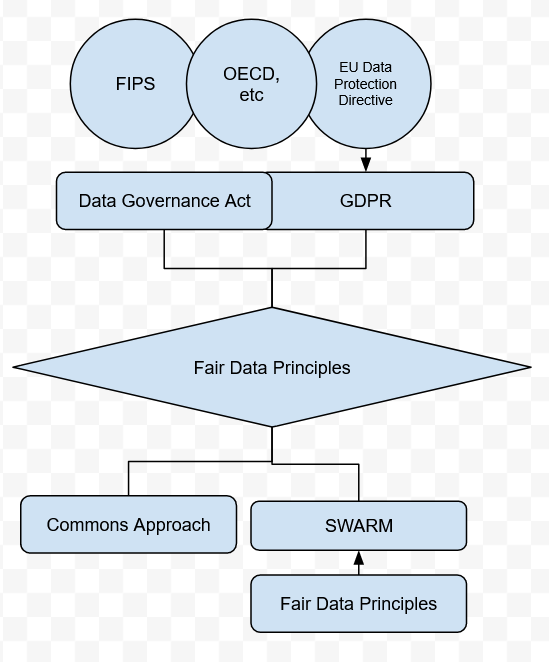 FIPS
OECD,
etc
EU Data
Protection
Directive
Data Governance Act
GDPR
Fair Data Principles
Commons Approach
SWARM
Fair Data Principles